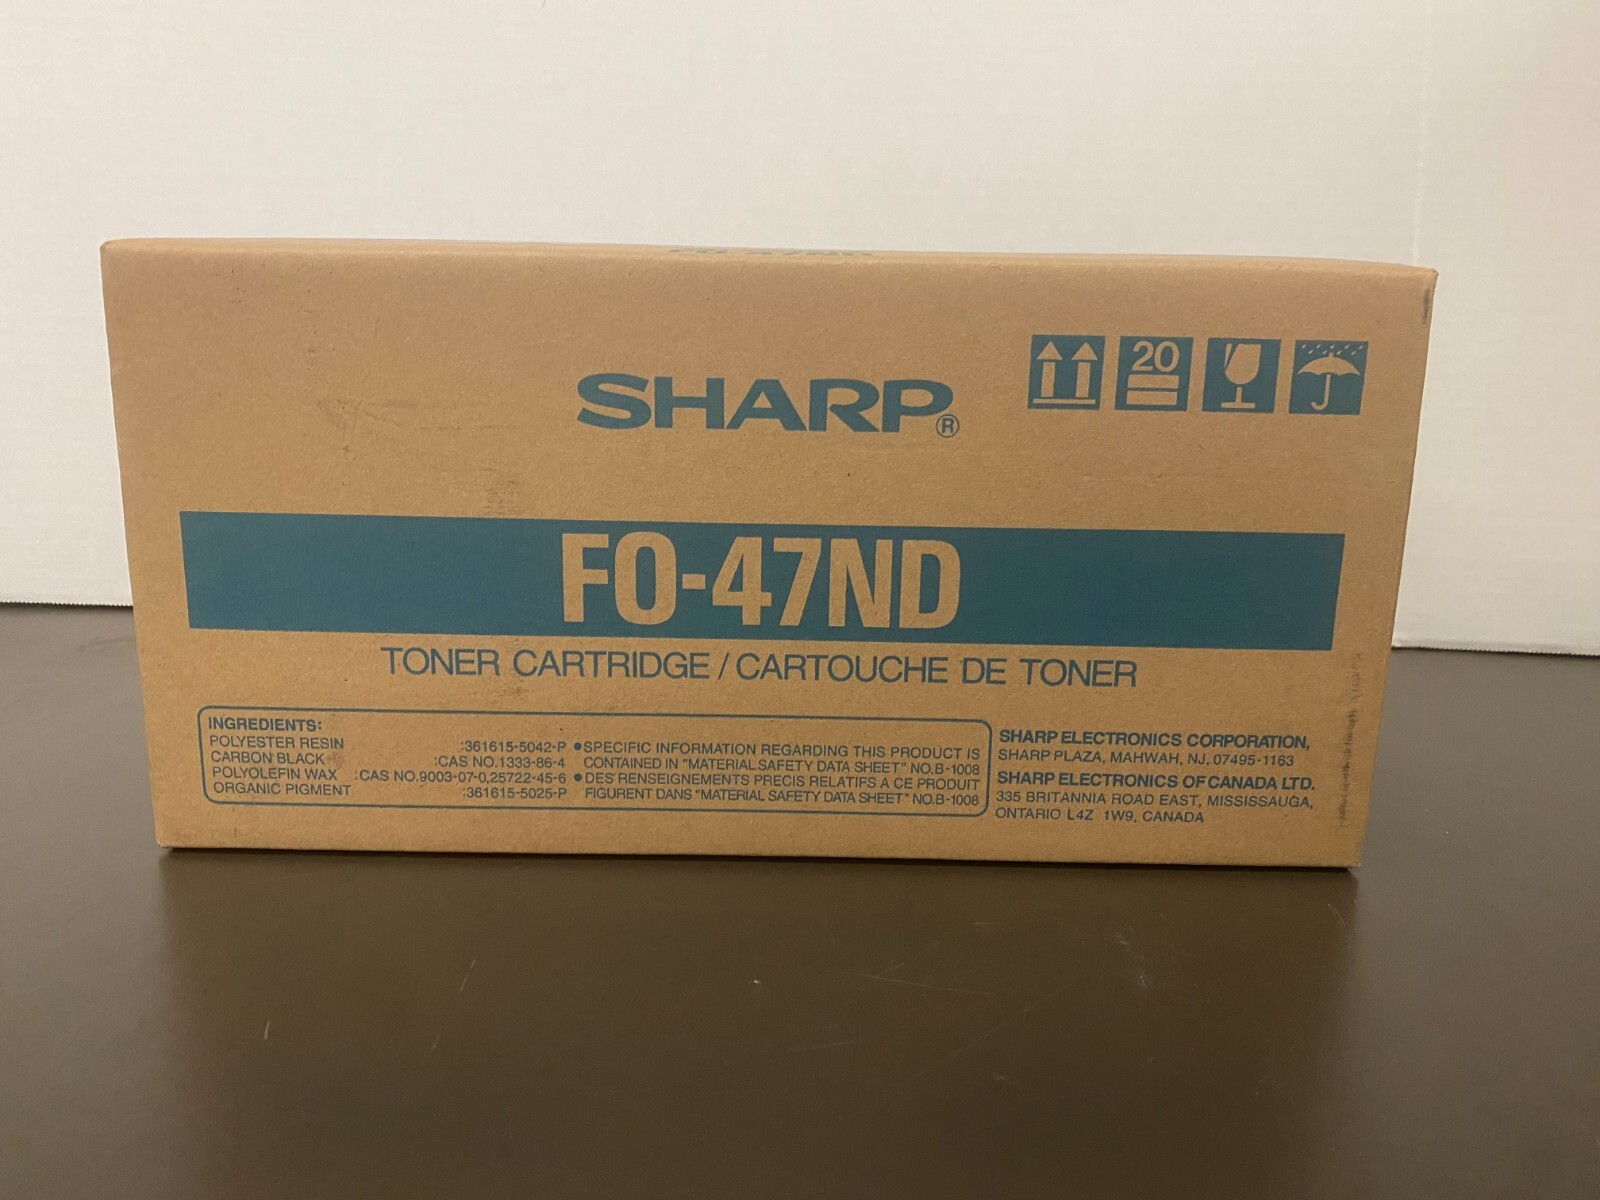 FO-47ND
20
SHARP®
FO-47ND
TONER CARTRIDGE / CARTOUCHE DE TONER
INGREDIENTS:
POLYESTER RESIN :361615-5042-P
CARBON BLACK :CAS NO.1333-86-4
POLYOLEFIN WAX :CAS NO.9003-07-0,25722-45-6
ORGANIC PIGMENT :361615-5025-P
●SPECIFIC INFORMATION REGARDING THIS PRODUCT IS
CONTAINED IN "MATERIAL SAFETY DATA SHEET" NO.B-1008
●DES RENSEIGNEMENTS PRECIS RELATIFS A CE PRODUIT
FIGURENT DANS "MATERIAL SAFETY DATA SHEET" NO.B-1008
SHARP ELECTRONICS CORPORATION,
SHARP PLAZA, MAHWAH, NJ, 07495-1163
SHARP ELECTRONICS OF CANADA LTD.
335 BRITANNIA ROAD EAST, MISSISSAUGA,
ONTARIO L4Z 1W9, CANADA